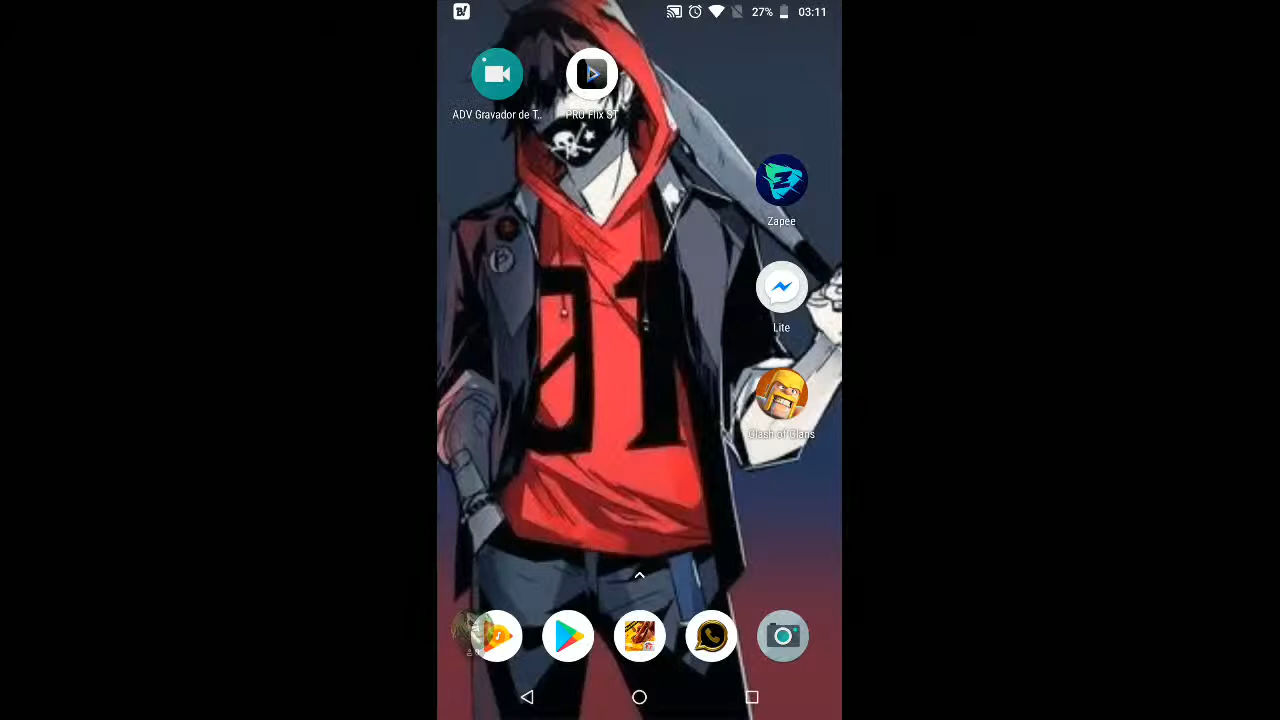 B!
27%
03:11
ADV Gravador de T..
PRO Flix ST
Zapee
Lite
Clash of Clans
01